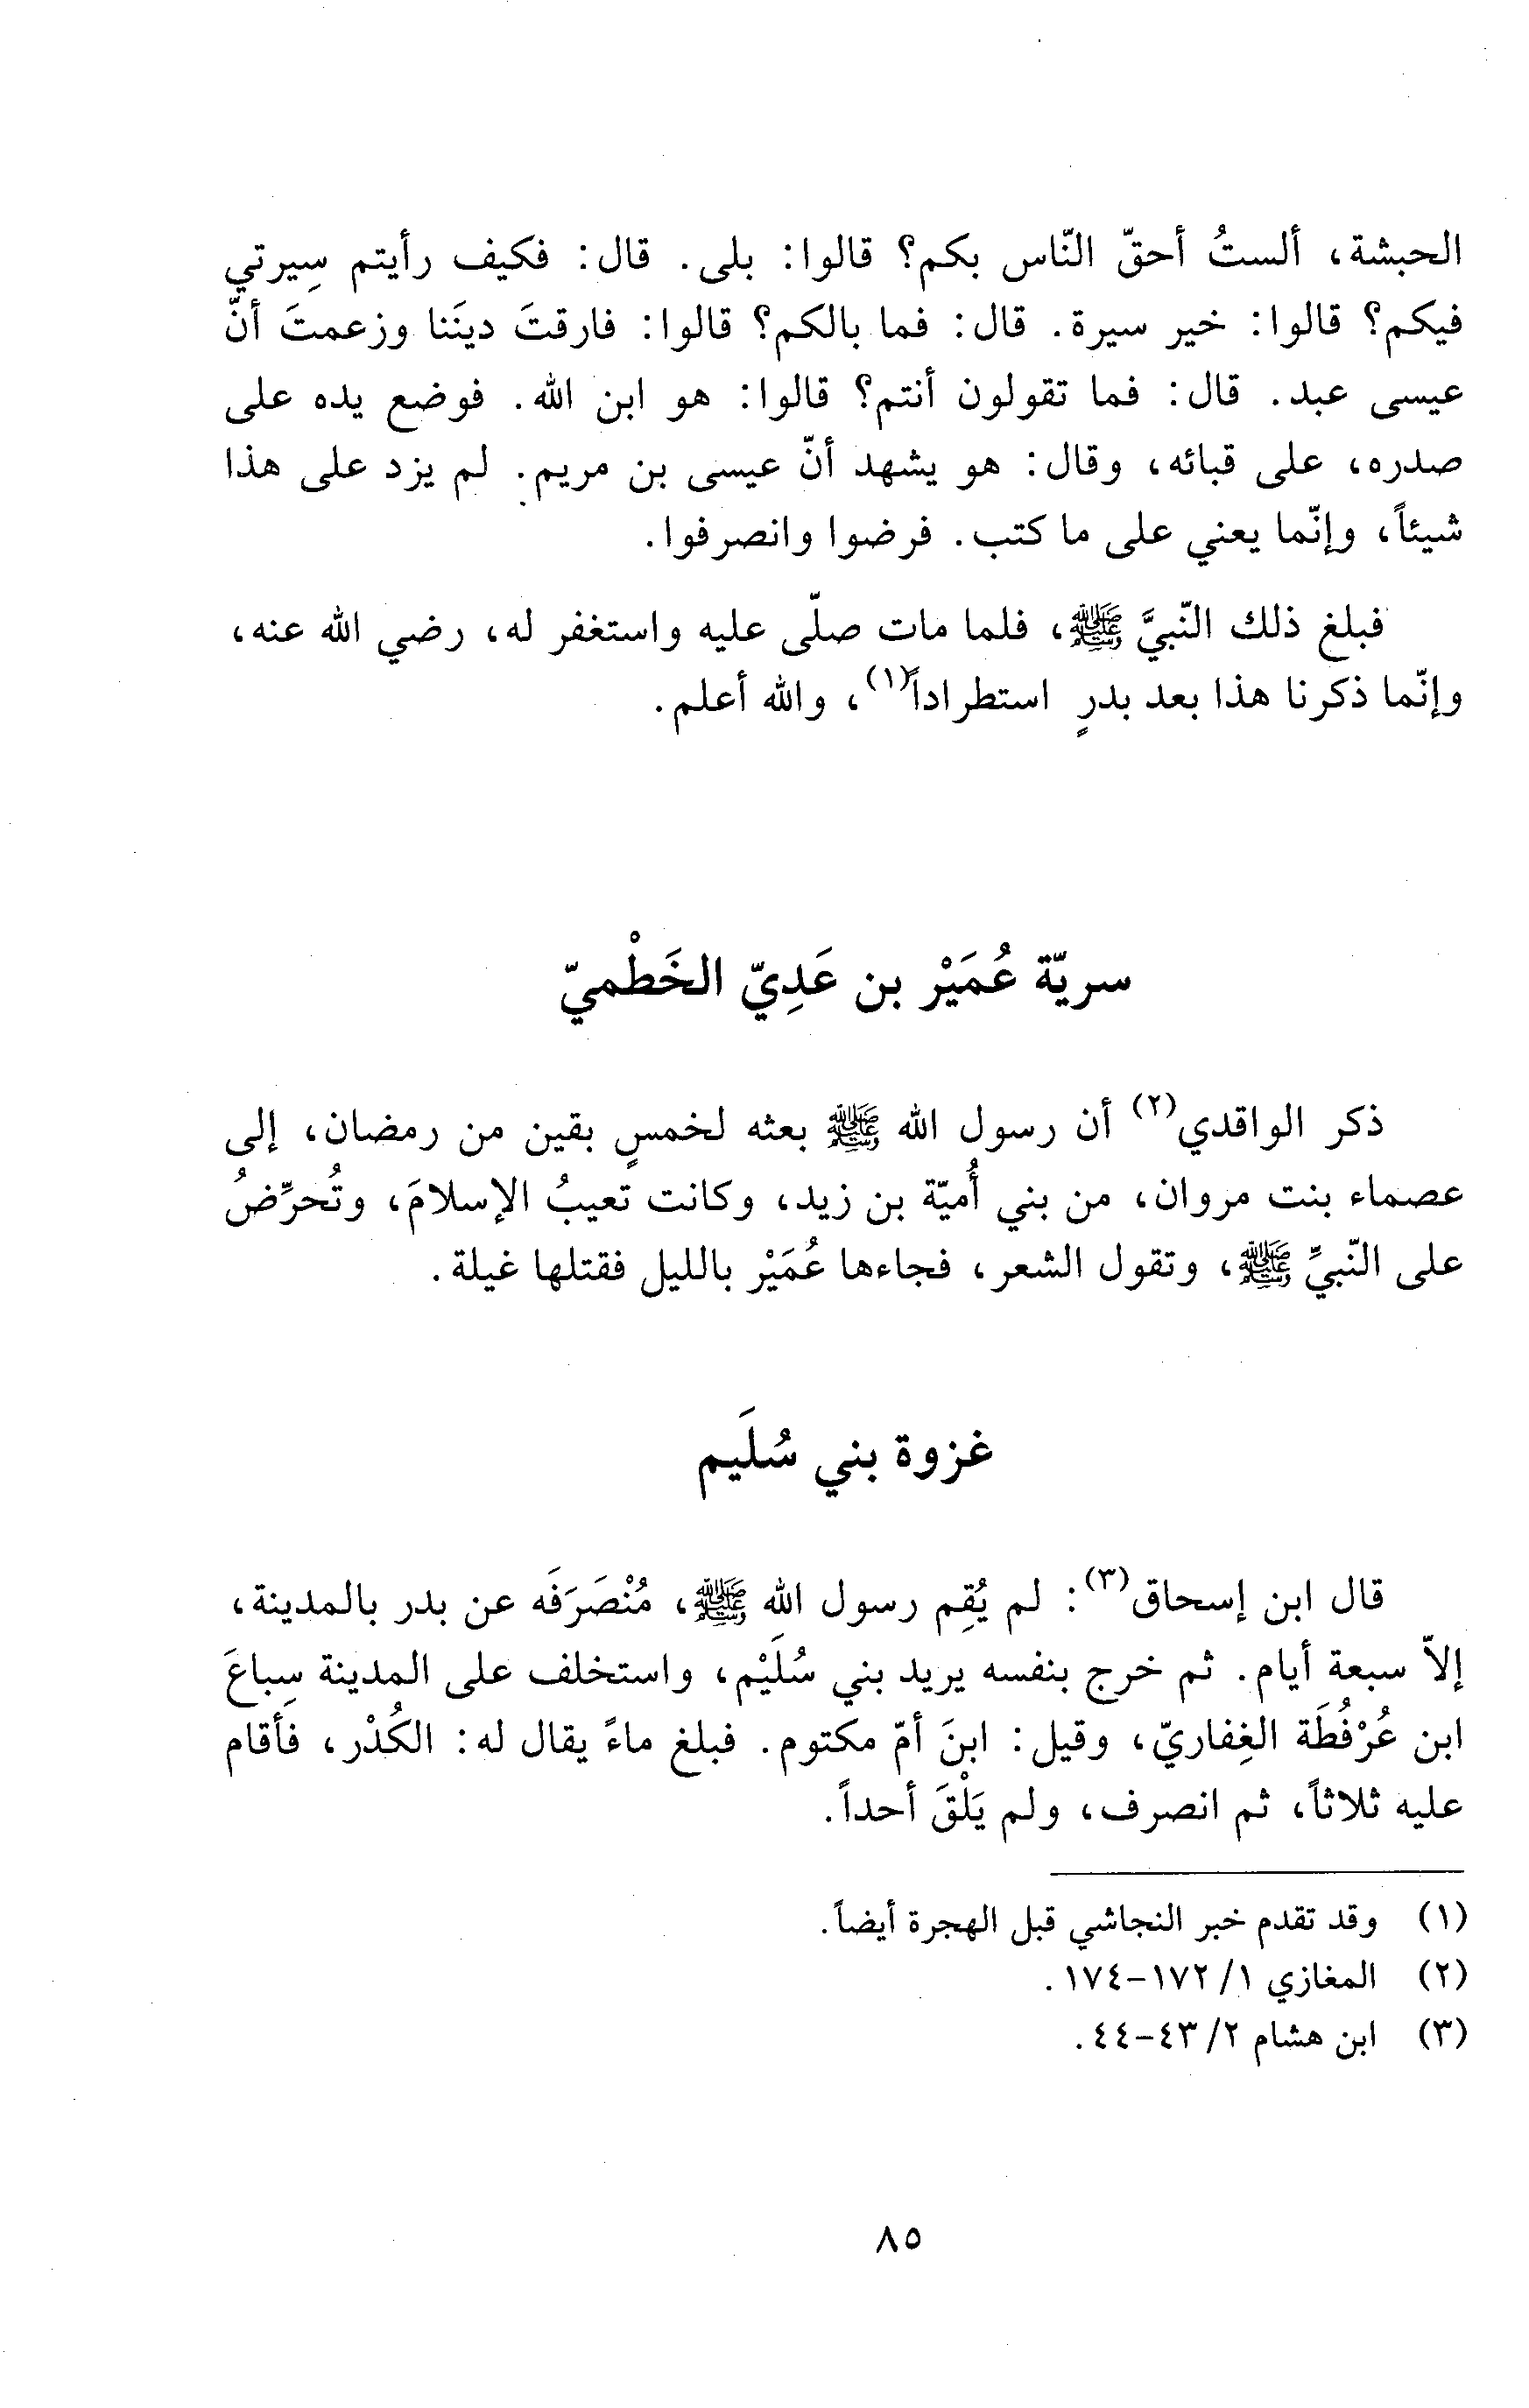 الحبشة، ألستُ أحقّ النّاس بكم؟ قالوا: بلى. قال: فكيف رأيتم سِيرتي
فيكم؟ قالوا: خير سيرة. قال: فما بالكم؟ قالوا: فارقتَ دينَنا وزعمتَ أنّ
عيسى عبد. قال: فما تقولون أنتم؟ قالوا: هو ابن الله. فوضع يده على
صدره، على قبائه، وقال: هو يشهد أنّ عيسى بن مريم. لم يزد على هذا
شيئاً، وإنّما يعني على ما كتب. فرضوا وانصرفوا.
فبلغ ذلك النّبيَّ ﷺ، فلما مات صلّى عليه واستغفر له، رضي الله عنه،
وإنّما ذكرنا هذا بعد بدرٍ استطراداً(١)، والله أعلم.
سريّة عُمَيْر بن عَدِيّ الخَطْميّ
ذكر الواقدي(٢) أن رسول الله ﷺ بعثه لخمسٍ بقين من رمضان، إلى
عصماء بنت مروان، من بني أُميّة بن زيد، وكانت تعيبُ الإسلامَ، وتُحرِّضُ
على النّبيِّ ﷺ، وتقول الشعر، فجاءها عُمَيْر بالليل فقتلها غيلة.
غزوة بني سُلَيم
قال ابن إسحاق(٣): لم يُقِم رسول الله ﷺ، مُنْصَرَفَه عن بدر بالمدينة،
إلاّ سبعة أيام. ثم خرج بنفسه يريد بني سُلَيْم، واستخلف على المدينة سِباعَ
ابن عُرْفُطَة الغِفاريّ، وقيل: ابنَ أمّ مكتوم. فبلغ ماءً يقال له: الكُدْر، فأقام
عليه ثلاثاً، ثم انصرف، ولم يَلْقَ أحداً.
(١) وقد تقدم خبر النجاشي قبل الهجرة أيضاً.
(٢) المغازي ١/ ١٧٢-١٧٤.
(٣) ابن هشام ٢/ ٤٣-٤٤.
٨٥